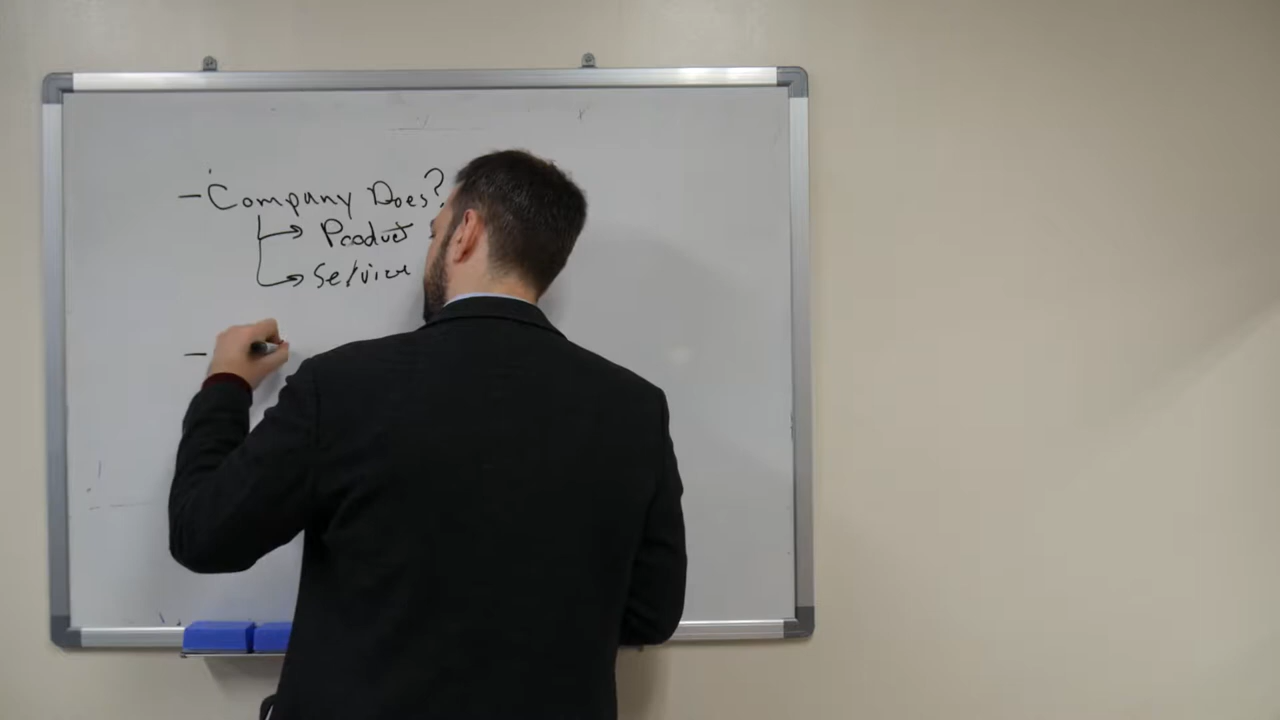 - Company Does?
→ Product
→ Service
-